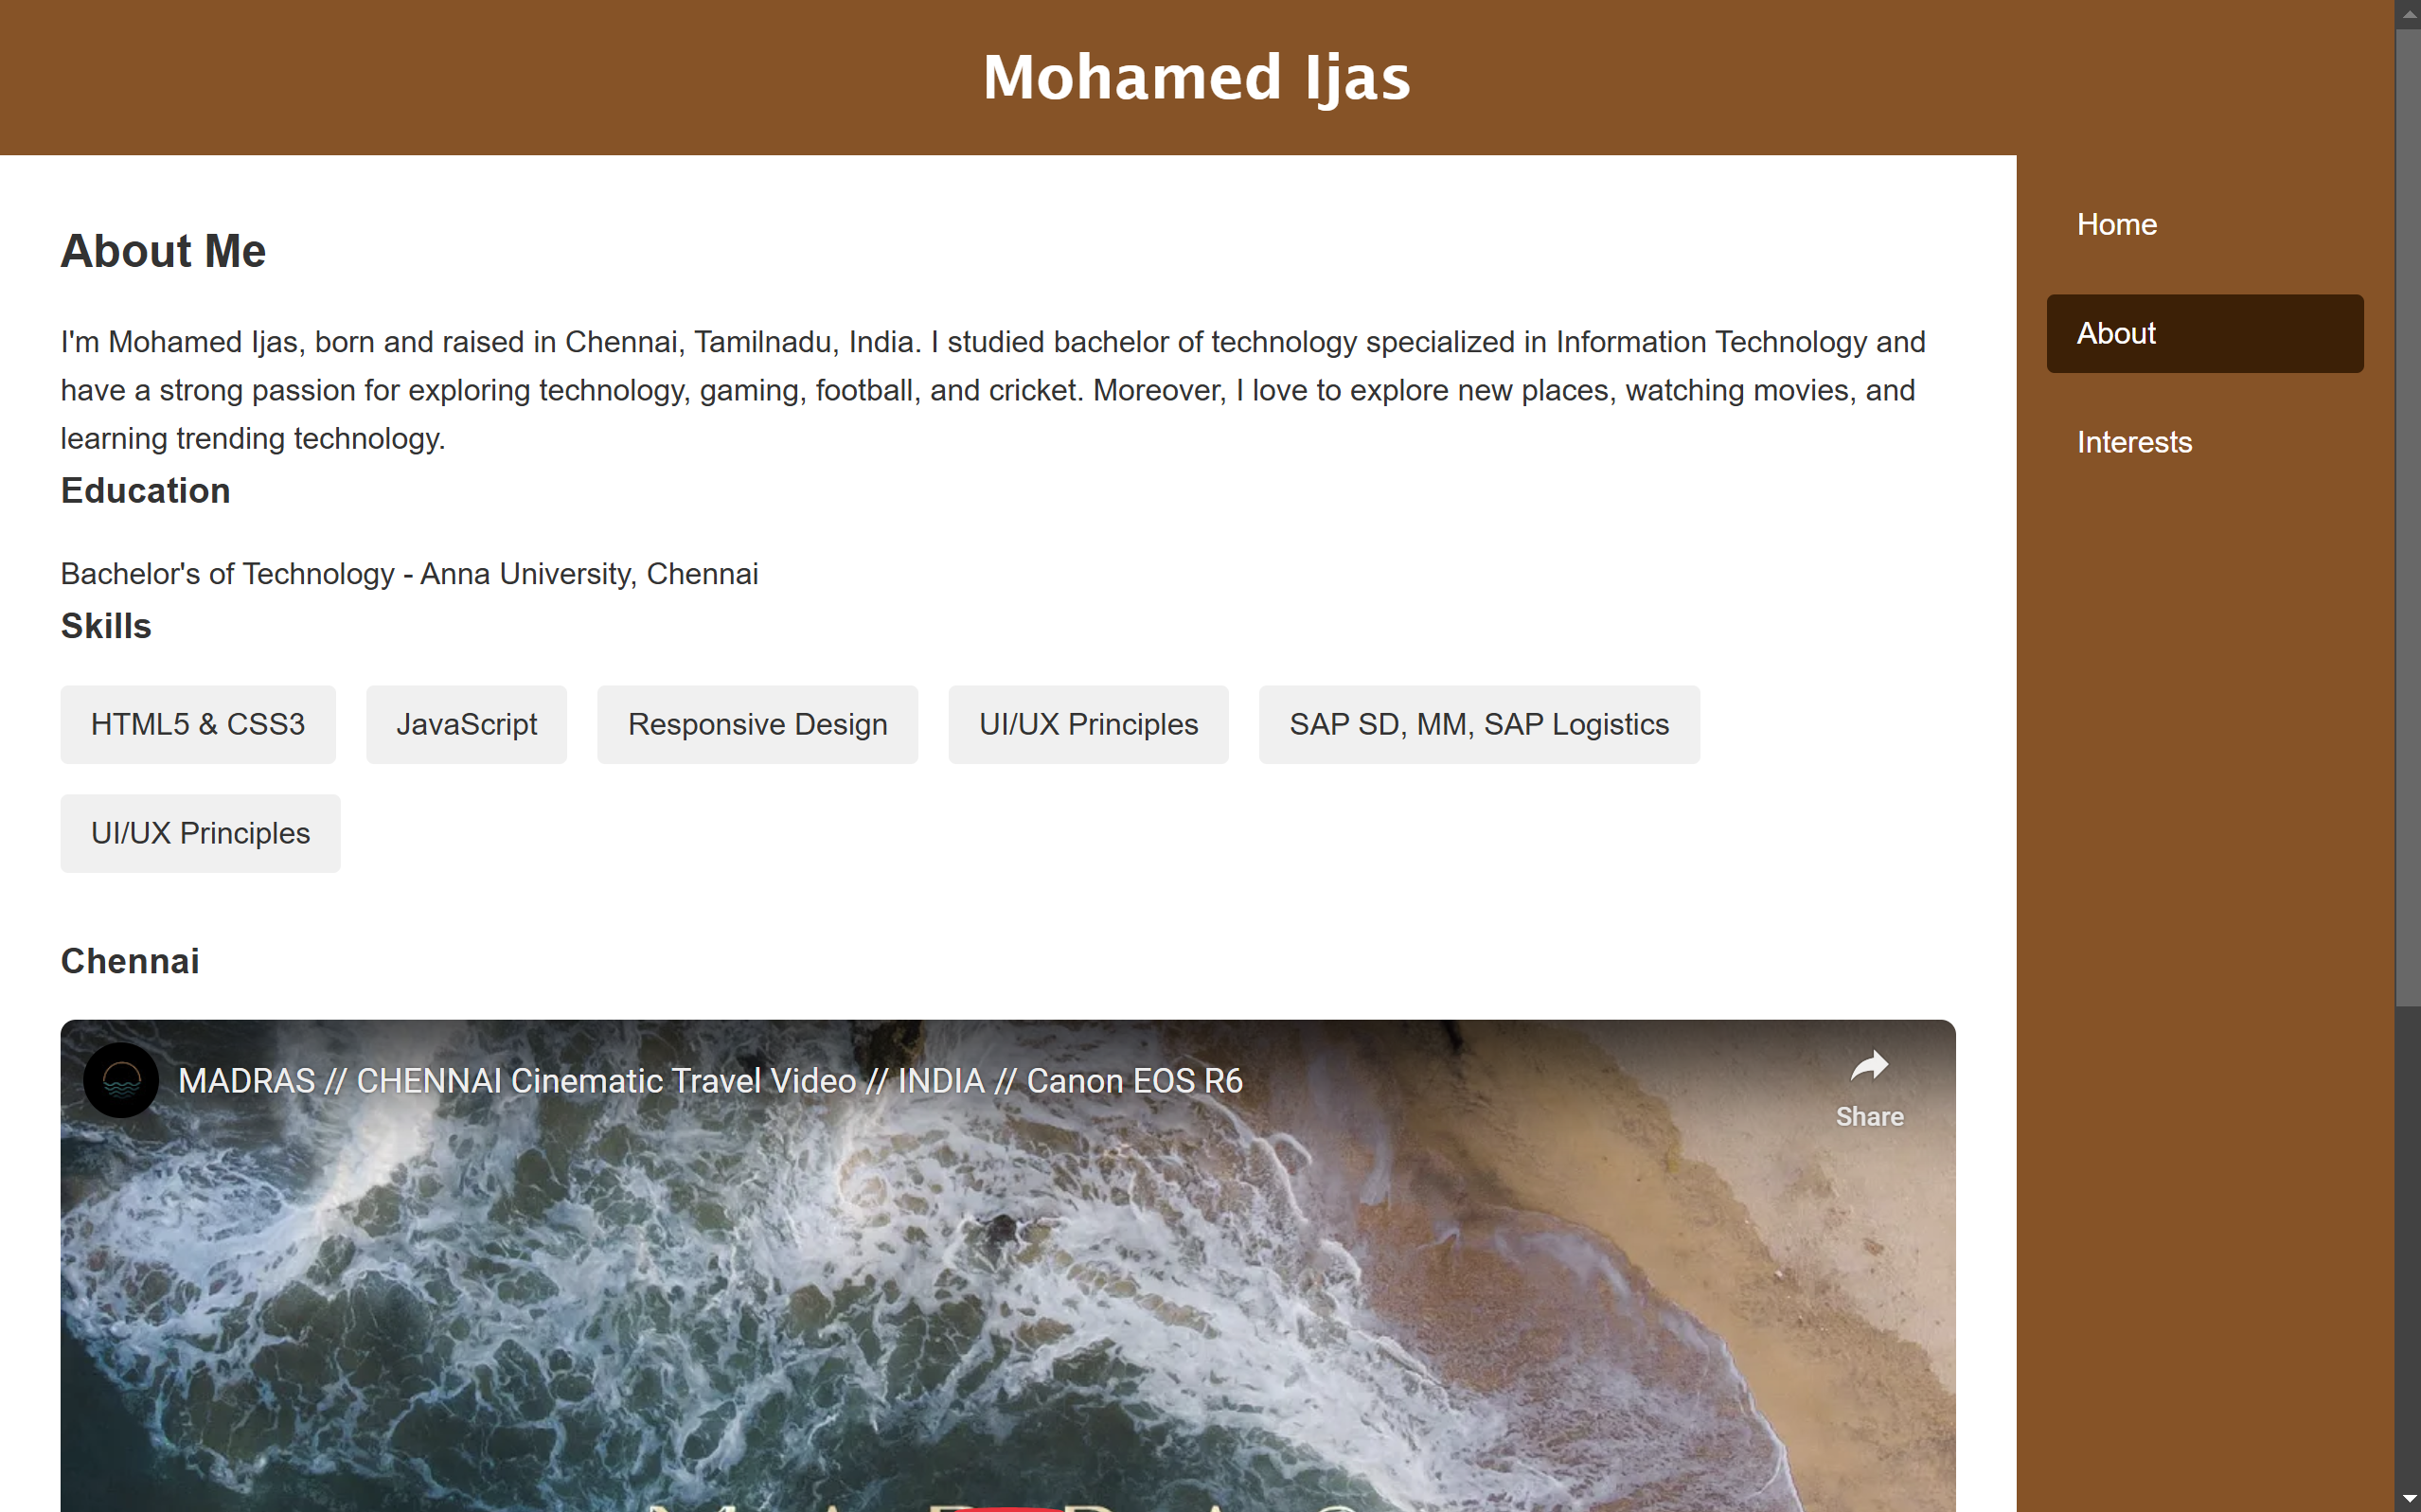 Mohamed Ijas
Home
About
Interests
About Me
I'm Mohamed Ijas, born and raised in Chennai, Tamilnadu, India. I studied bachelor of technology specialized in Information Technology and
have a strong passion for exploring technology, gaming, football, and cricket. Moreover, I love to explore new places, watching movies, and
learning trending technology.
Education
Bachelor's of Technology - Anna University, Chennai
Skills
HTML5 & CSS3
JavaScript
Responsive Design
UI/UX Principles
SAP SD, MM, SAP Logistics
UI/UX Principles
Chennai
MADRAS // CHENNAI Cinematic Travel Video // INDIA // Canon EOS R6
Share